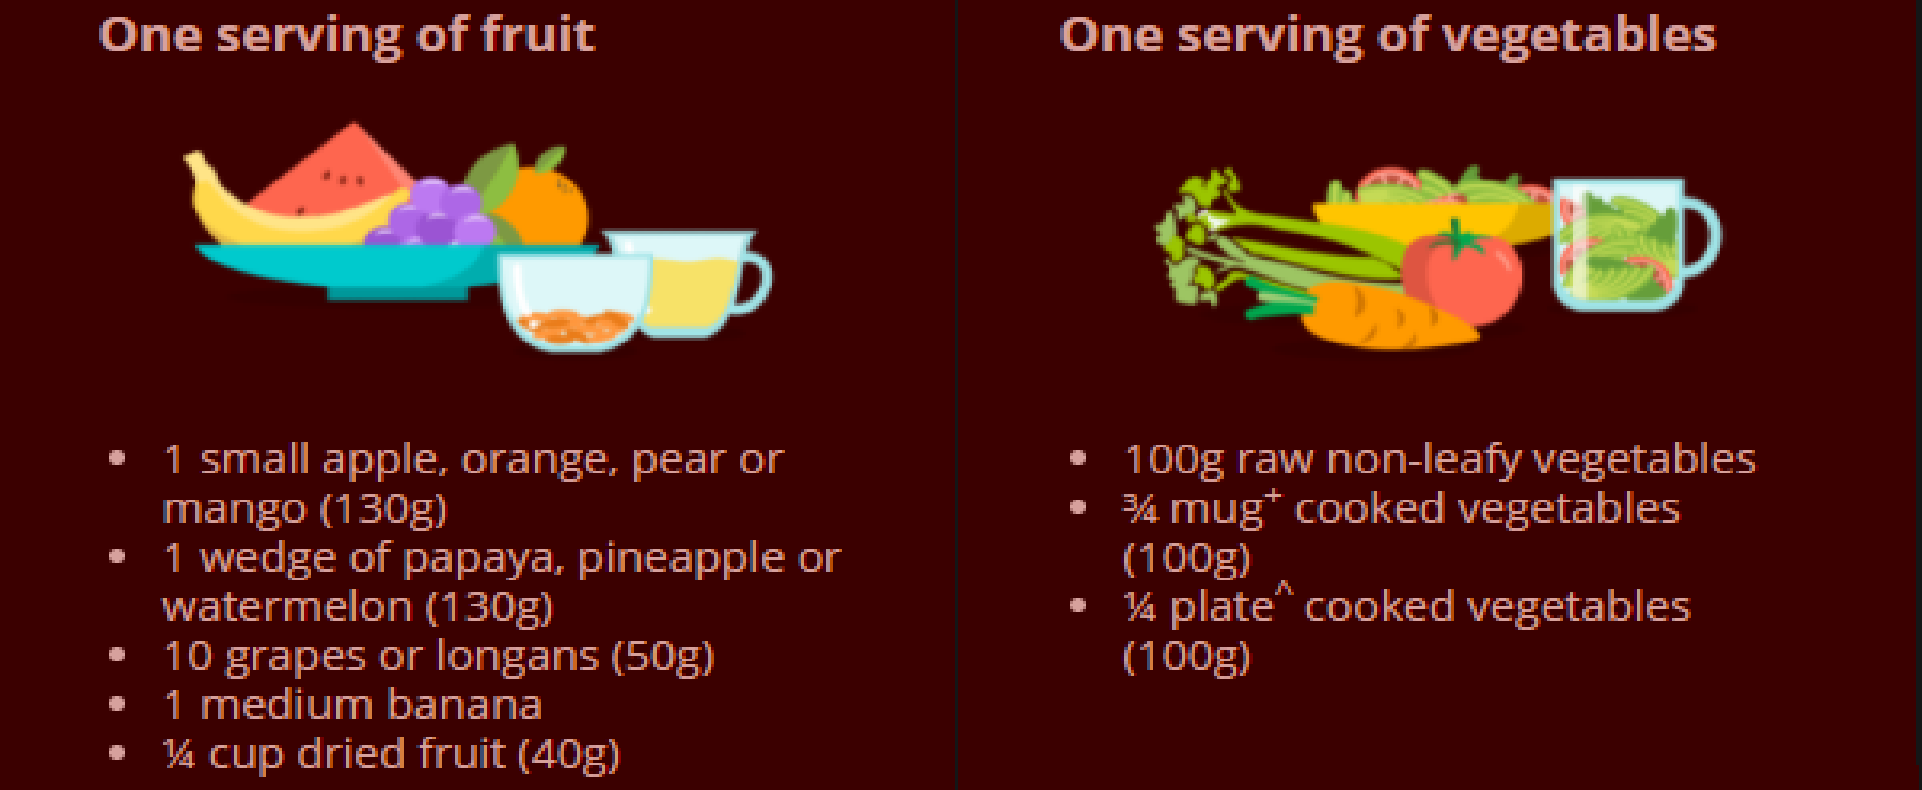 One serving of fruit
1 small apple, orange, pear or
mango (130g)
1 wedge of papaya, pineapple or
watermelon (130g)
10 grapes or longans (50g)
1 medium banana
¼ cup dried fruit (40g)
One serving of vegetables
100g raw non-leafy vegetables
¾ mug⁺ cooked vegetables
(100g)
¼ plate^ cooked vegetables
(100g)